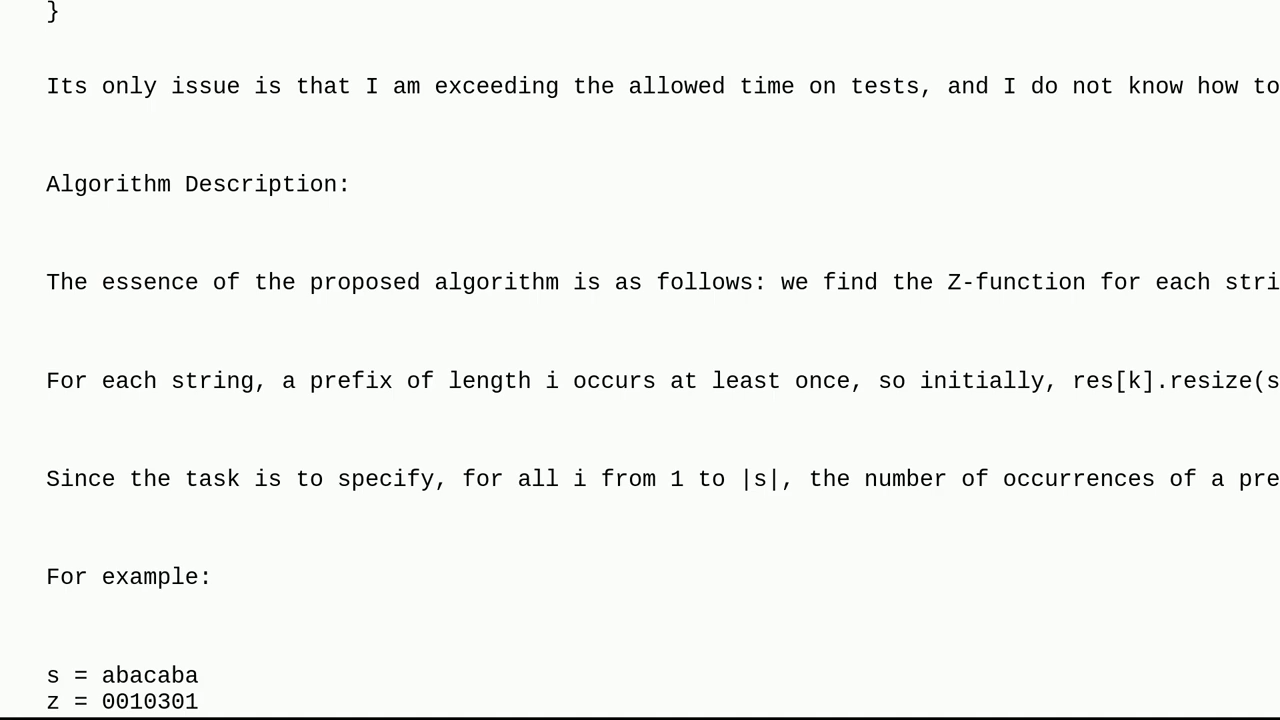 }
Its only issue is that I am exceeding the allowed time on tests, and I do not know how to
Algorithm Description:
The essence of the proposed algorithm is as follows: we find the Z-function for each stri
For each string, a prefix of length i occurs at least once, so initially, res[k].resize(s
Since the task is to specify, for all i from 1 to |s|, the number of occurrences of a pre
For example:
s = abacaba
z = 0010301